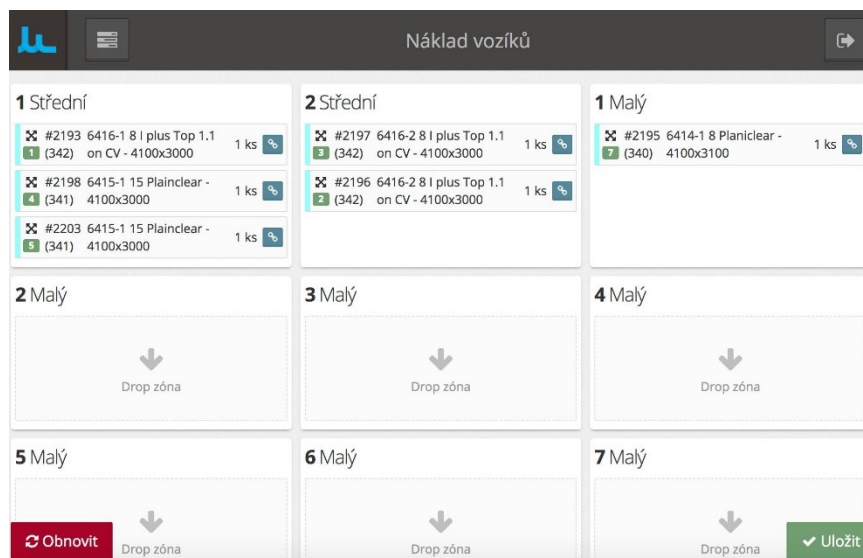 Náklad vozíků
1 Střední
#2193 6416-1 8 I plus Top 1.1 1 ks
1 (342) on CV - 4100x3000
#2198 6415-1 15 Plainclear - 1 ks
4 (341) 4100x3000
#2203 6415-1 15 Plainclear - 1 ks
5 (341) 4100x3000
2 Střední
#2197 6416-2 8 I plus Top 1.1 1 ks
3 (342) on CV - 4100x3000
#2196 6416-2 8 I plus Top 1.1 1 ks
2 (342) on CV - 4100x3000
1 Malý
#2195 6414-1 8 Planiclear - 1 ks
7 (340) 4100x3100
2 Malý
Drop zóna
3 Malý
Drop zóna
4 Malý
Drop zóna
5 Malý
Drop zóna
6 Malý
Drop zóna
7 Malý
Drop zóna
Obnovit
Uložit